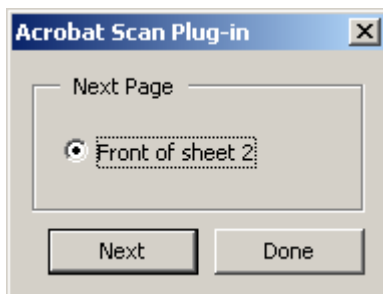 Acrobat Scan Plug-in
Next Page
Front of sheet 2
Next Done